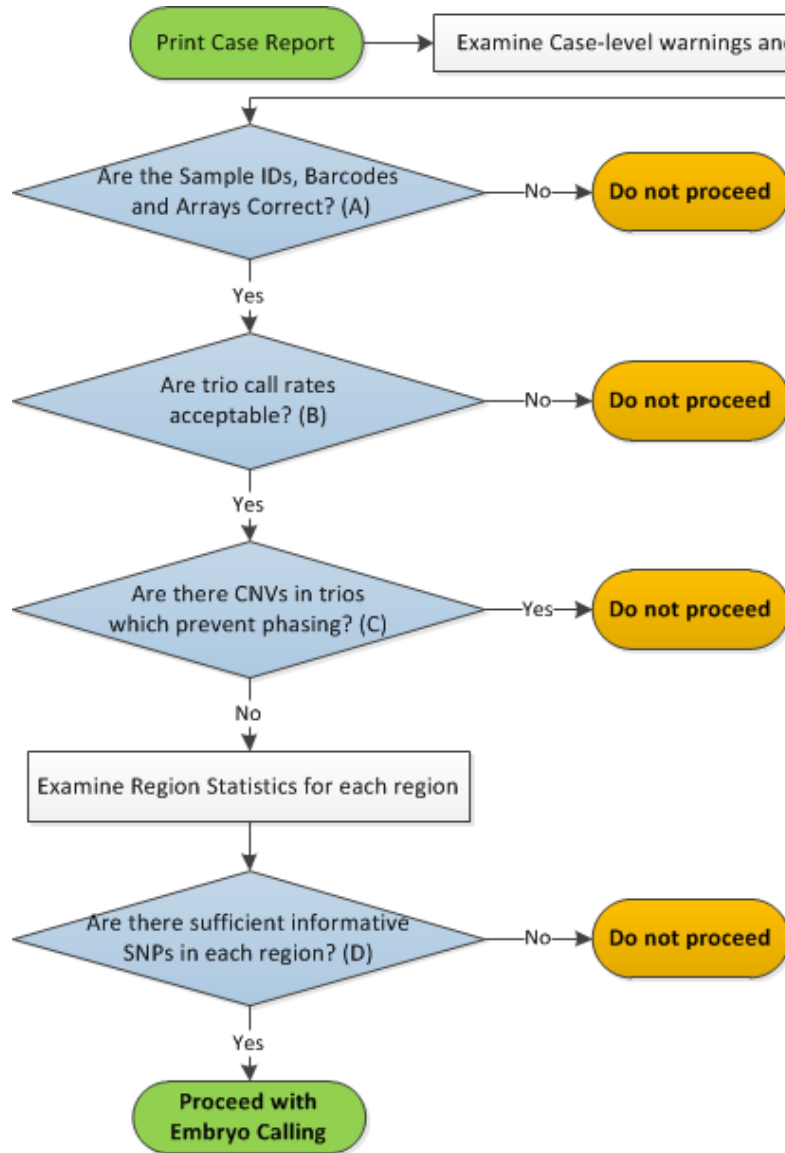 Print Case Report
Examine Case-level warnings and
Are the Sample IDs, Barcodes
and Arrays Correct? (A)
No
Do not proceed
Yes
Are trio call rates
acceptable? (B)
No
Do not proceed
Yes
Are there CNVs in trios
which prevent phasing? (C)
Yes
Do not proceed
No
Examine Region Statistics for each region
Are there sufficient informative
SNPs in each region? (D)
No
Do not proceed
Yes
Proceed with
Embryo Calling